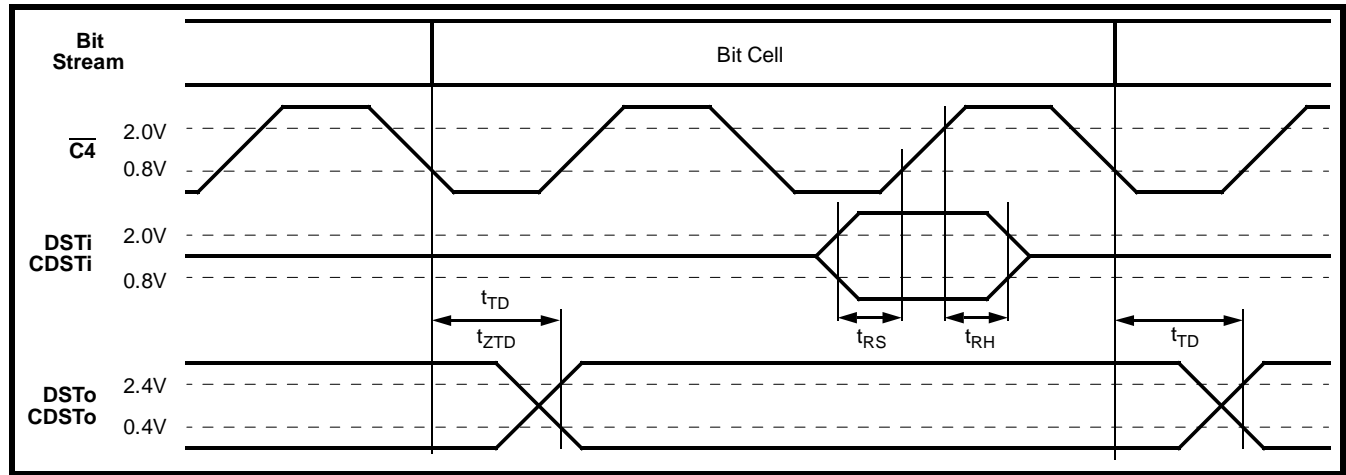 Bit
Stream
Bit Cell
C4
2.0V
0.8V
DSTi
CDSTi
2.0V
0.8V
tTD
tZTD
tRS
tRH
tTD
DSTo
CDSTo
2.4V
0.4V